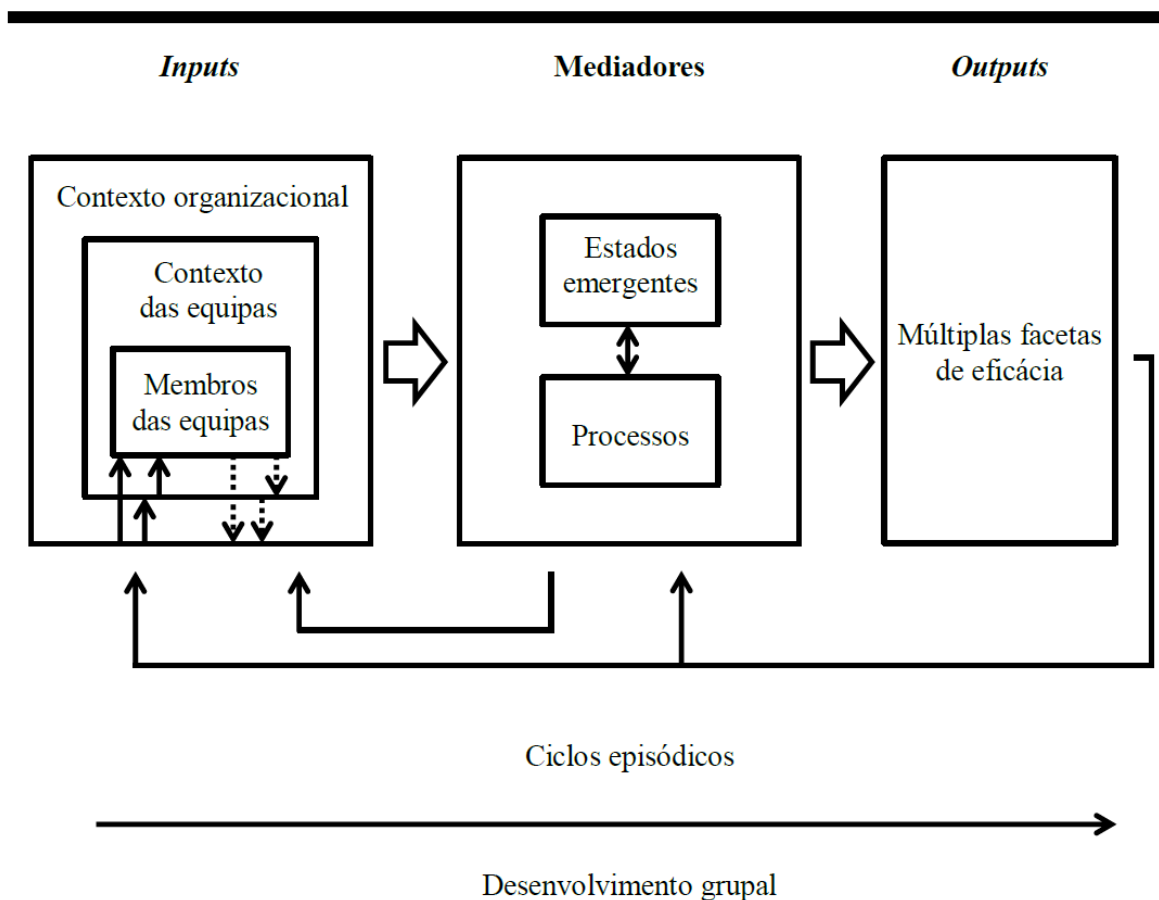 Inputs
Mediadores
Outputs
Contexto organizacional
Contexto
das equipas
Membros
das equipas
Estados
emergentes
Processos
Múltiplas facetas
de eficácia
Ciclos episódicos
Desenvolvimento grupal